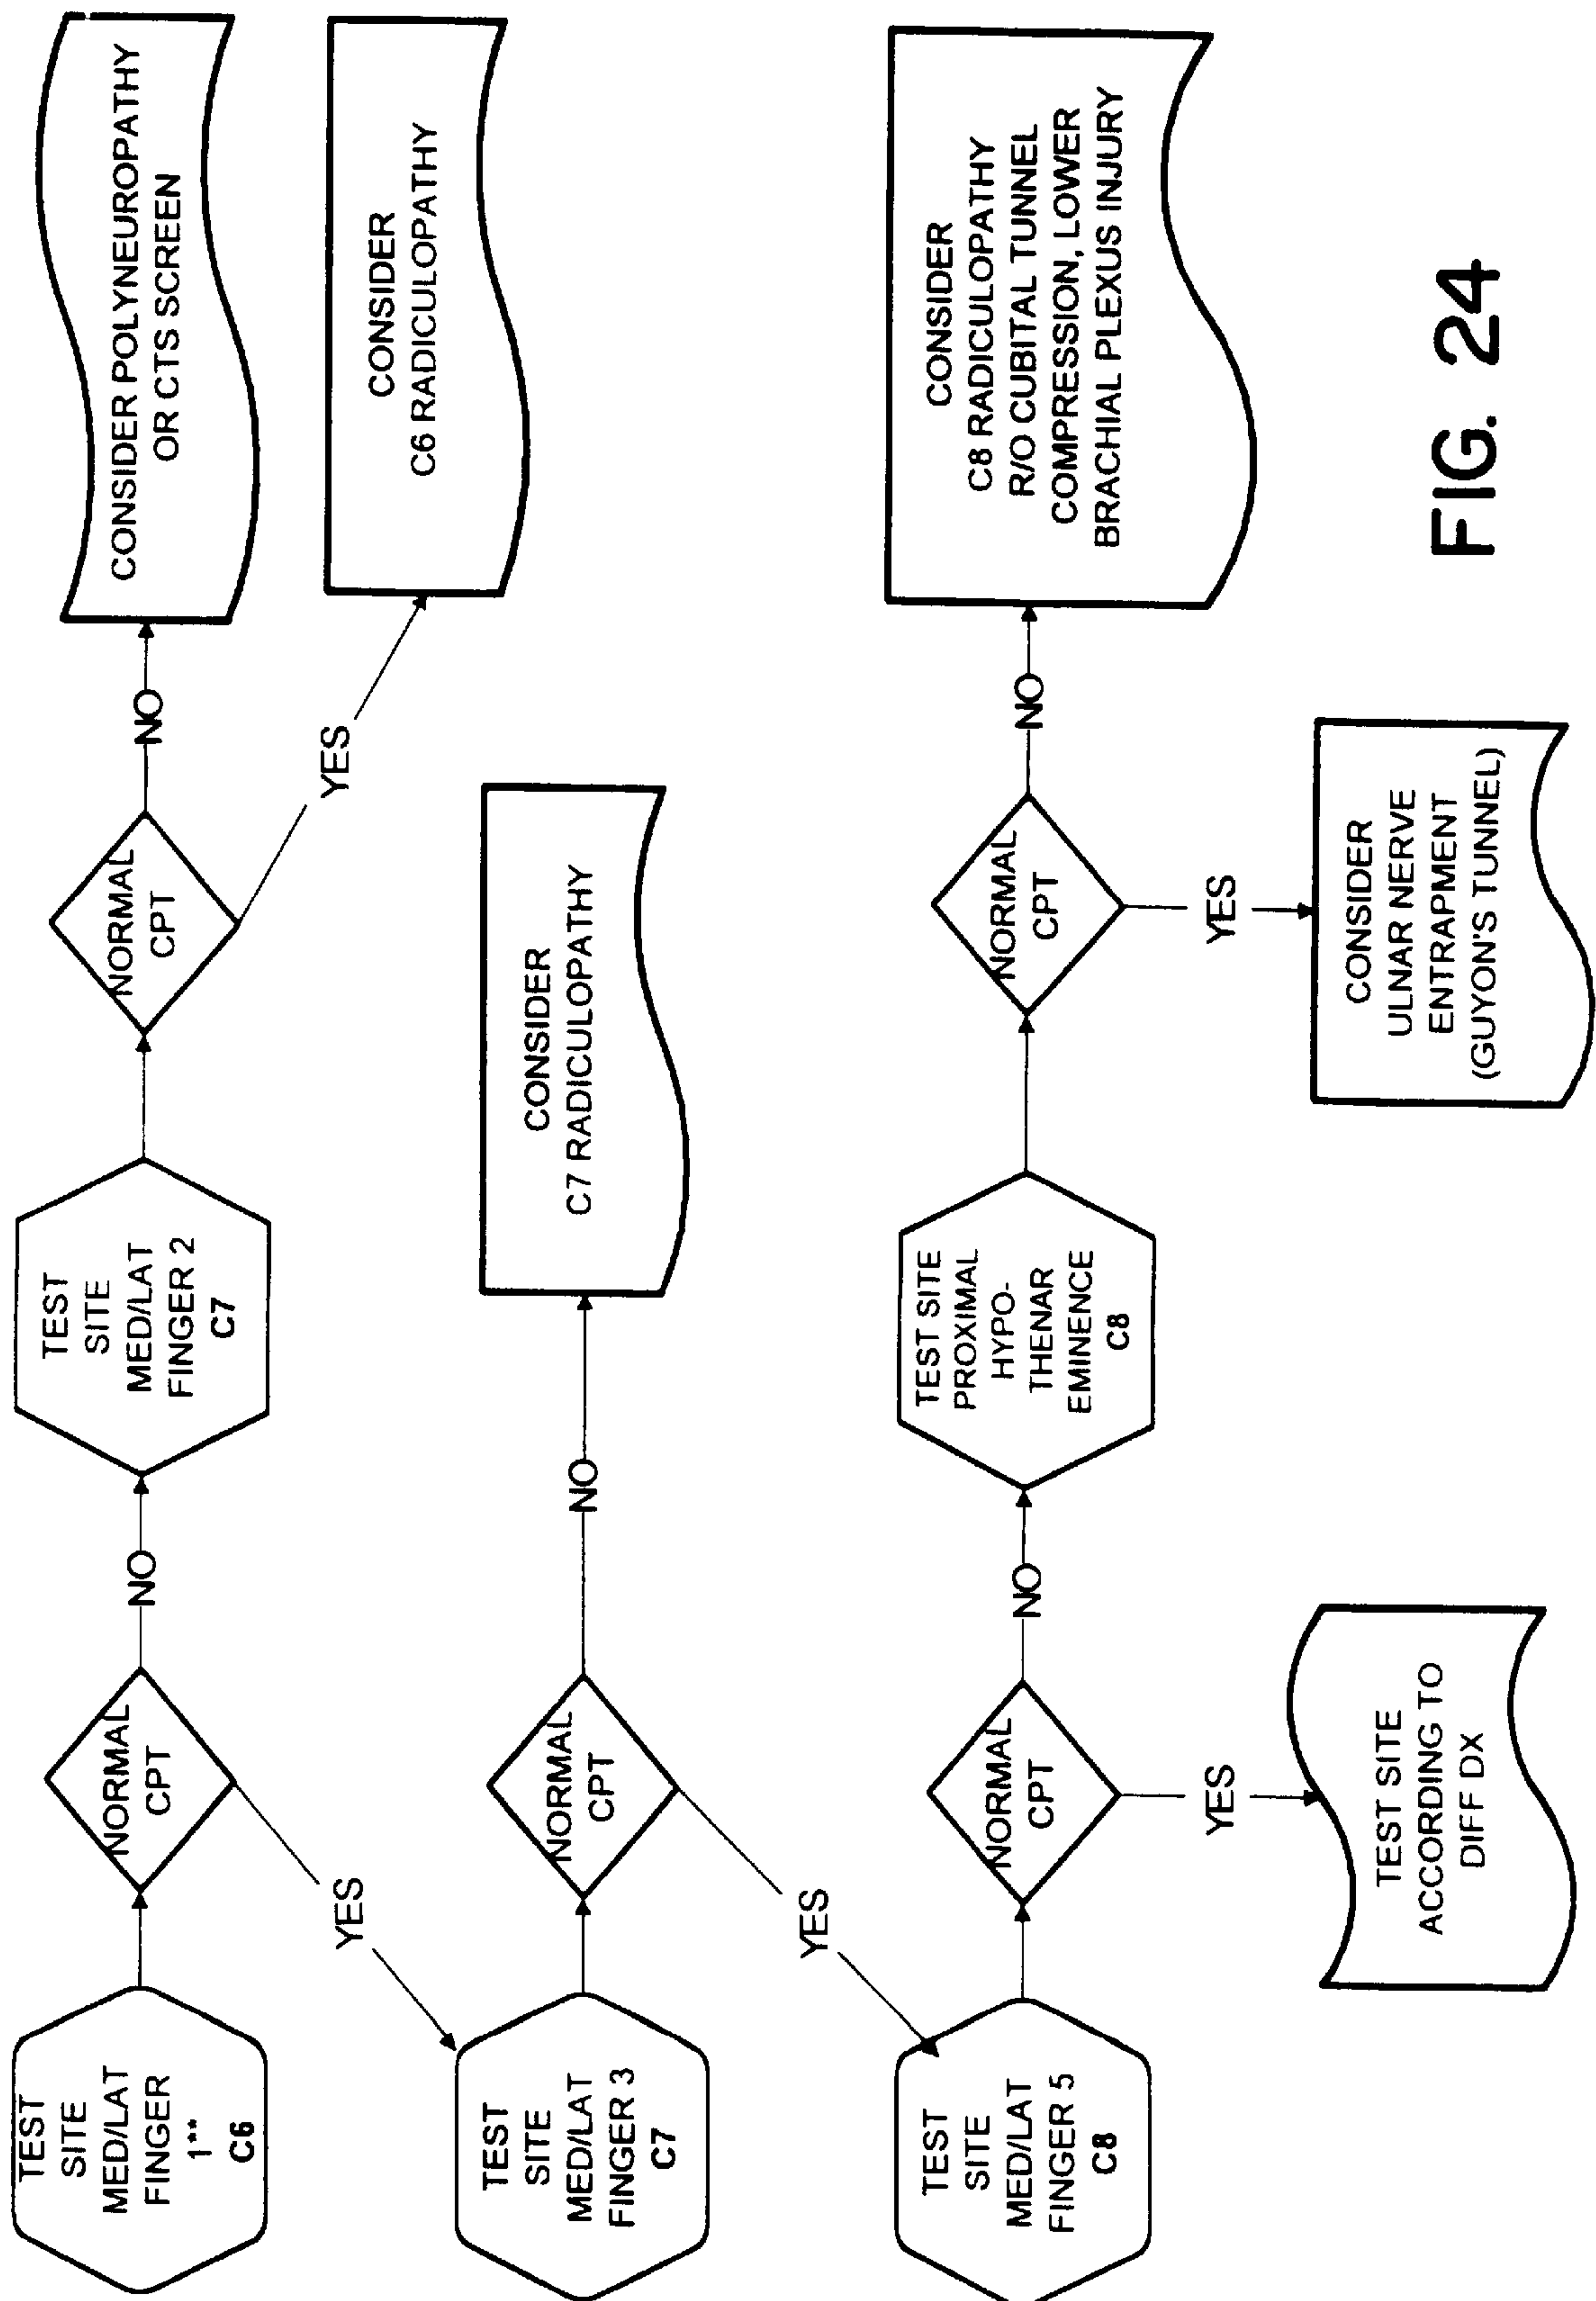 TEST
SITE
MED/LAT
FINGER
1**
C6
NORMAL
CPT
NO
TEST
SITE
MED/LAT
FINGER 2
C7
NORMAL
CPT
NO
CONSIDER POLYNEUROPATHY
OR CTS SCREEN
YES
YES
CONSIDER
C6 RADICULOPATHY
TEST
SITE
MED/LAT
FINGER 3
C7
NORMAL
CPT
NO
CONSIDER
C7 RADICULOPATHY
YES
TEST
SITE
MED/LAT
FINGER 5
C8
NORMAL
CPT
NO
TEST SITE
PROXIMAL
HYPO-
THENAR
EMINENCE
C8
NORMAL
CPT
NO
CONSIDER
C8 RADICULOPATHY
R/O CUBITAL TUNNEL
COMPRESSION, LOWER
BRACHIAL PLEXUS INJURY
YES
TEST SITE
ACCORDING TO
DIFF DX
YES
CONSIDER
ULNAR NERVE
ENTRAPMENT
(GUYON'S TUNNEL)
FIG. 24